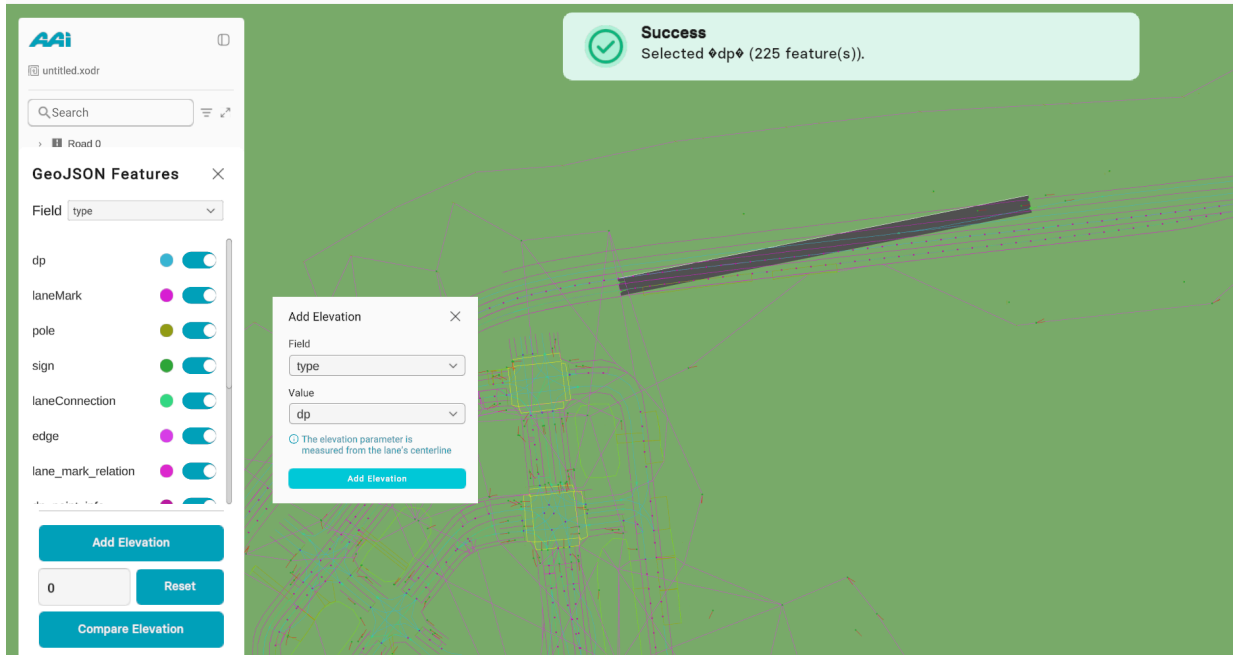 AAi
untitled.xodr
Search
Road 0
GeoJSON Features
Field type
dp
laneMark
pole
sign
laneConnection
edge
lane_mark_relation
Add Elevation
0 Reset
Compare Elevation
Success
Selected �dp� (225 feature(s)).
Add Elevation
Field
type
Value
dp
The elevation parameter is
measured from the lane's centerline
Add Elevation